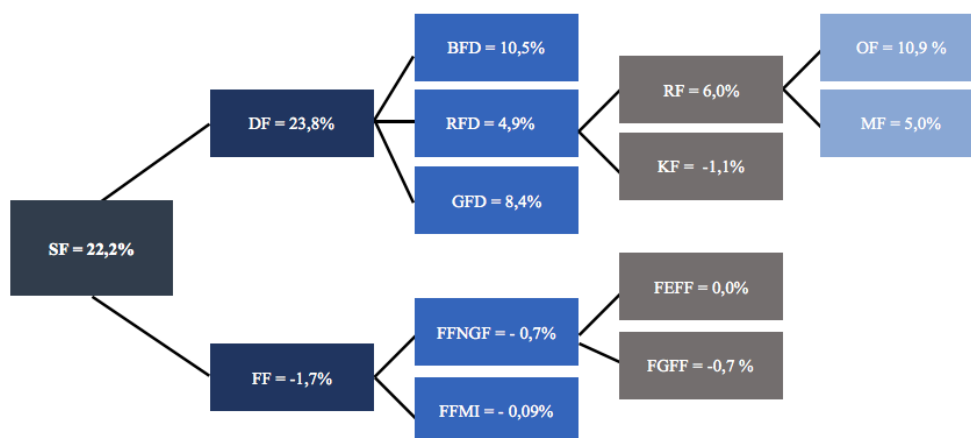 SF = 22,2%
DF = 23,8%
FF = -1,7%
BFD = 10,5%
RFD = 4,9%
GFD = 8,4%
FFNGF = - 0,7%
FFMI = - 0,09%
RF = 6,0%
KF = -1,1%
FEFF = 0,0%
FGFF = -0,7 %
OF = 10,9 %
MF = 5,0%